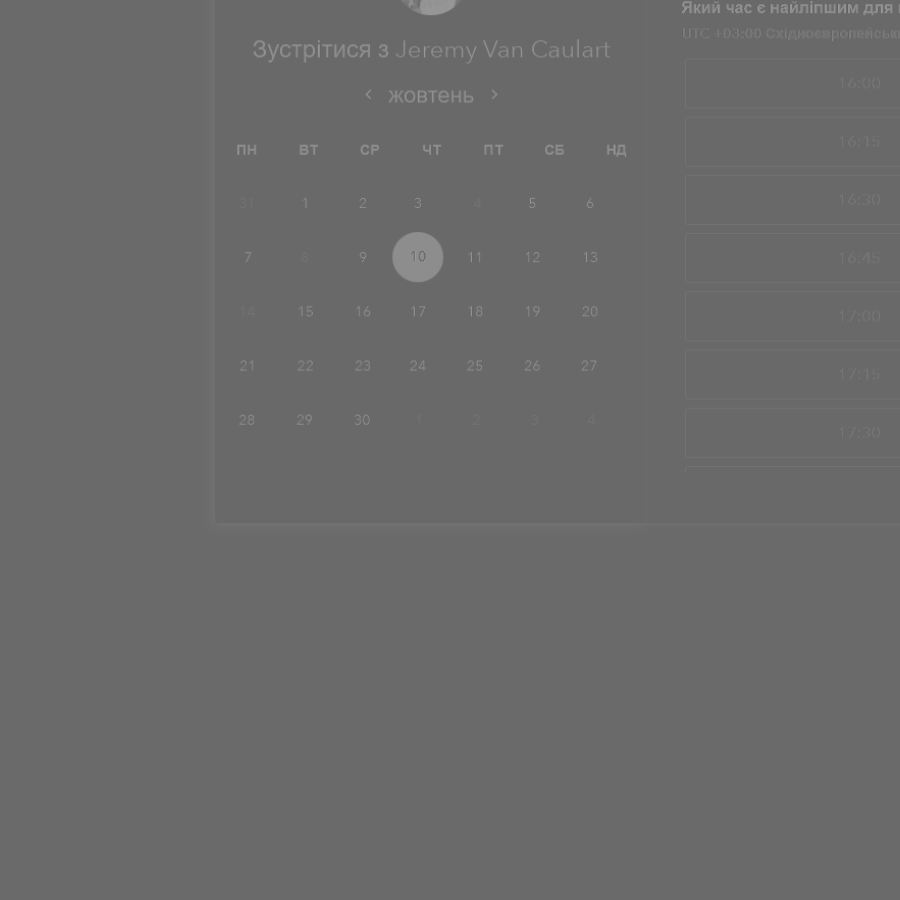 Зустрітися з Jeremy Van Caulart
жовтень
ПН ВТ СР ЧТ ПТ СБ НД
31 1 2 3 4 5 6
7 8 9 10 11 12 13
14 15 16 17 18 19 20
21 22 23 24 25 26 27
28 29 30 1 2 3 4
Який час є найліпшим для
UTC +03:00
16:00
16:15
16:30
16:45
17:00
17:15
17:30